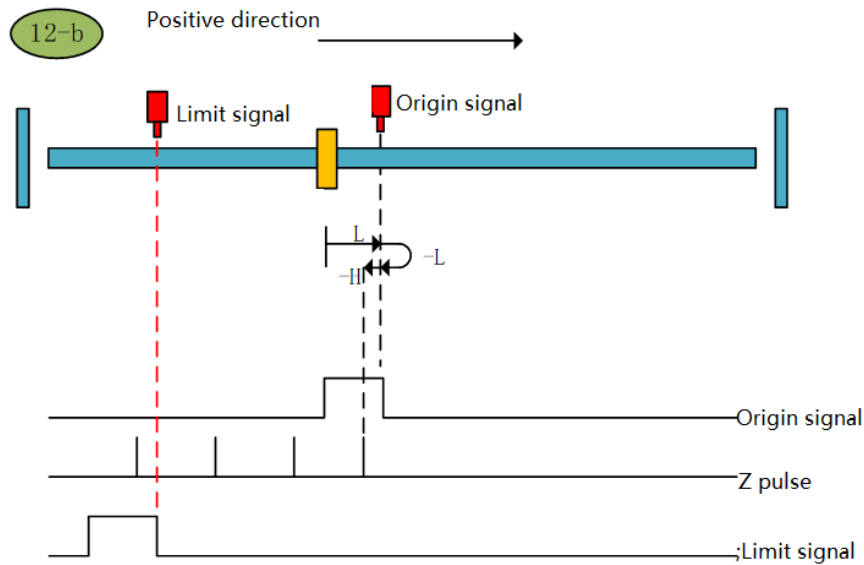 12-b
Positive direction
Limit signal
Origin signal
L
-L
-H
Origin signal
Z pulse
;Limit signal